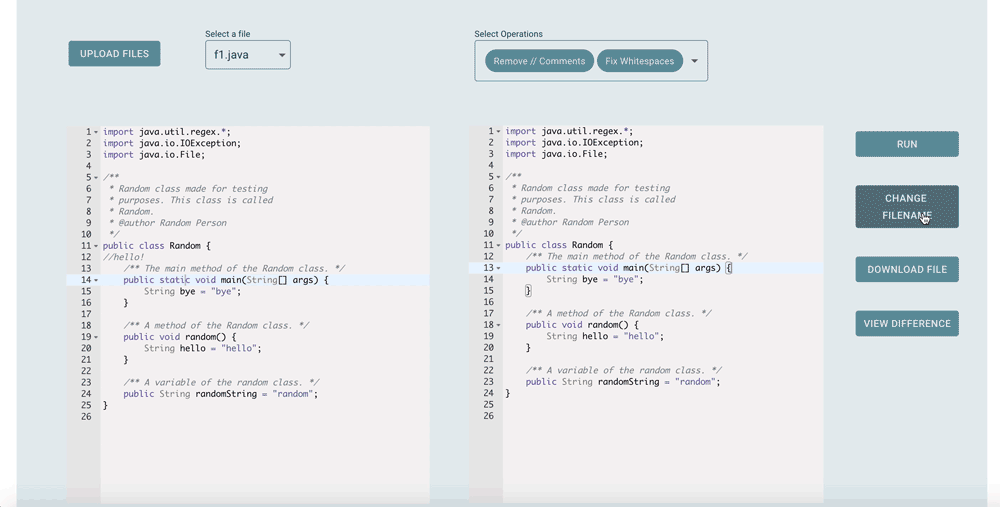 Select a file
Select Operations
UPLOAD FILES
f1.java
Remove // Comments
Fix Whitespaces
1 import java.util.regex.*;
2 import java.io.IOException;
3 import java.io.File;
4
5 /**
6  * Random class made for testing
7  * purposes. This class is called
8  * Random.
9  * @author Random Person
10  */
11 public class Random {
12 //hello!
13     /** The main method of the Random class. */
14     public static void main(String[] args) {
15         String bye = "bye";
16     }
17
18     /** A method of the Random class. */
19     public void random() {
20         String hello = "hello";
21     }
22
23     /** A variable of the random class. */
24     public String randomString = "random";
25 }
26
1 import java.util.regex.*;
2 import java.io.IOException;
3 import java.io.File;
4
5 /**
6  * Random class made for testing
7  * purposes. This class is called
8  * Random.
9  * @author Random Person
10  */
11 public class Random {
12     /** The main method of the Random class. */
13     public static void main(String[] args) {
14         String bye = "bye";
15     }
16
17     /** A method of the Random class. */
18     public void random() {
19         String hello = "hello";
20     }
21
22     /** A variable of the random class. */
23     public String randomString = "random";
24 }
25
26
RUN
CHANGE
FILENAME
DOWNLOAD FILE
VIEW DIFFERENCE